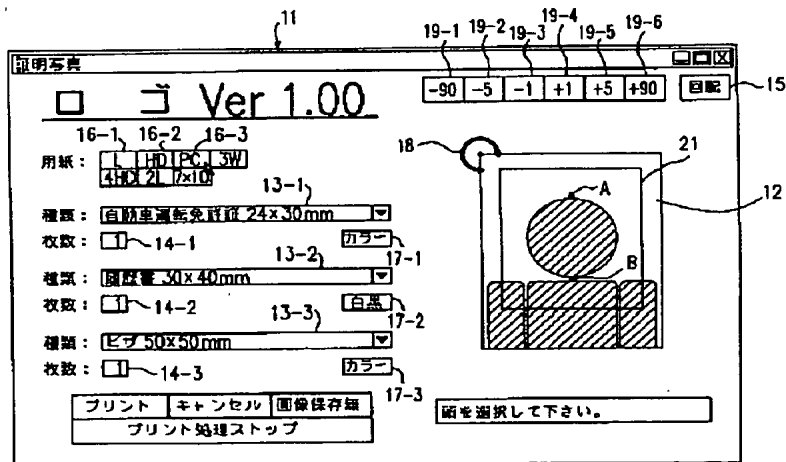 11
19-4
19-2 19-6
19-1 19-3 19-5
証明写真
ロゴ Ver 1.00
-90 -5 -1 +1 +5 +90 回転 15
16-1 16-2 16-3
18 21
用紙: L HD PC 3W
4HD 2L 7×10
12
13-1
A
種類: 自動車運転免許証 24×30mm
枚数: 1 14-1 カラー 17-1
13-2
B
種類: 履歴書 30×40mm
枚数: 1 14-2 白黒 17-2
13-3
種類: ビザ 50×50mm
枚数: 1 14-3 カラー 17-3
プリント キャンセル 画像保存無
プリント処理ストップ
顔を選択して下さい。